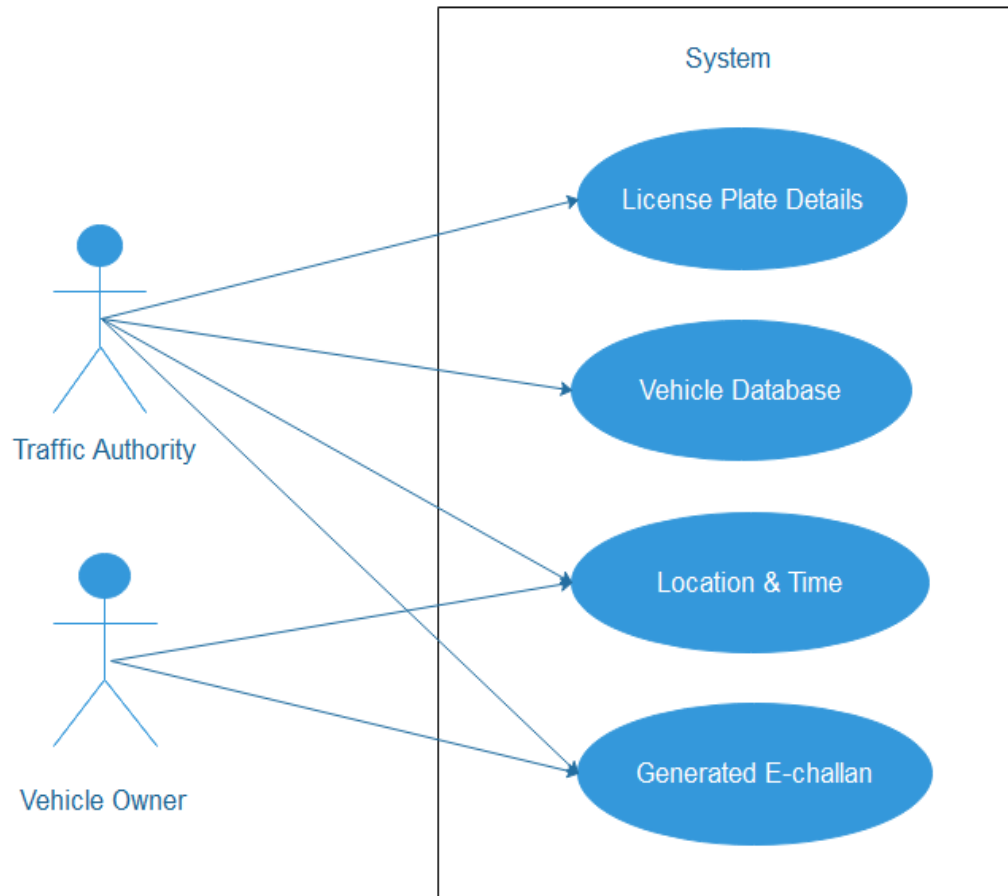 System
License Plate Details
Vehicle Database
Traffic Authority
Location & Time
Generated E-challan
Vehicle Owner